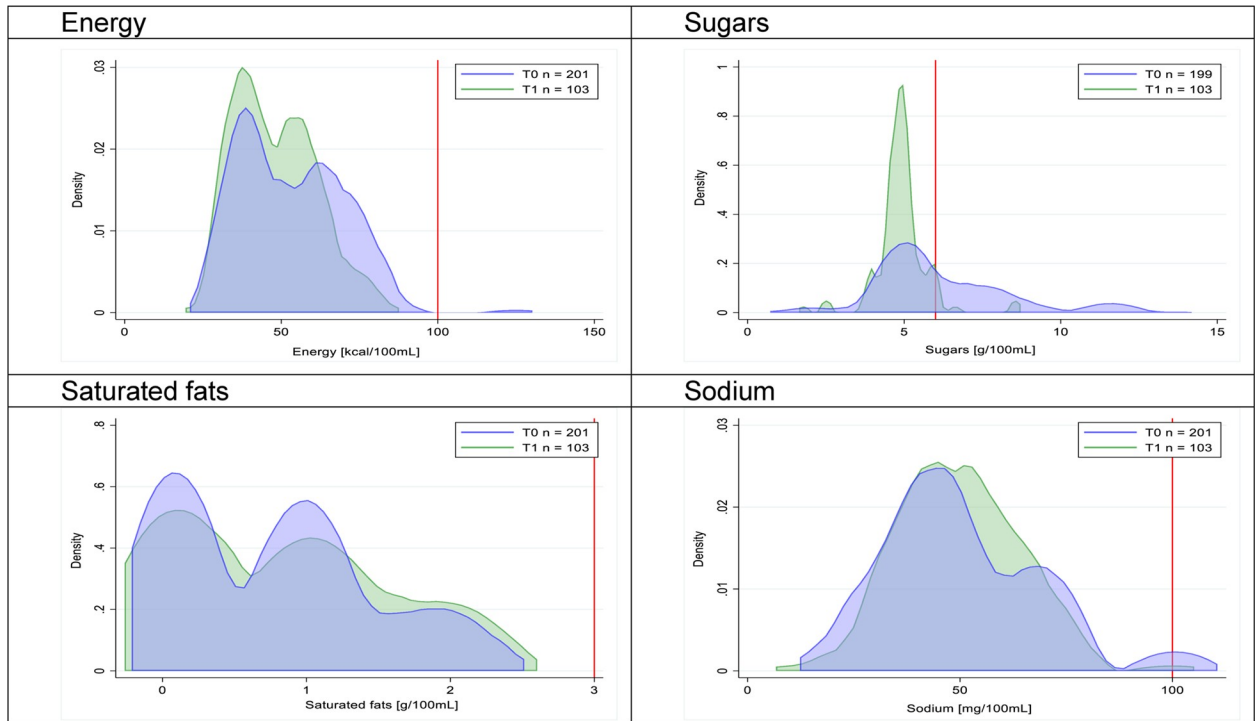 Energy
.03
.02
.01
0
Density
T0 n = 201
T1 n = 103
0 50 100 150
Energy [kcal/100mL]
Sugars
1
.8
.6
.4
.2
0
Density
T0 n = 199
T1 n = 103
0 5 10 15
Sugars [g/100mL]
Saturated fats
.8
.6
.4
.2
0
Density
T0 n = 201
T1 n = 103
0 1 2 3
Saturated fats [g/100mL]
Sodium
.03
.02
.01
0
Density
T0 n = 201
T1 n = 103
0 50 100
Sodium [mg/100mL]